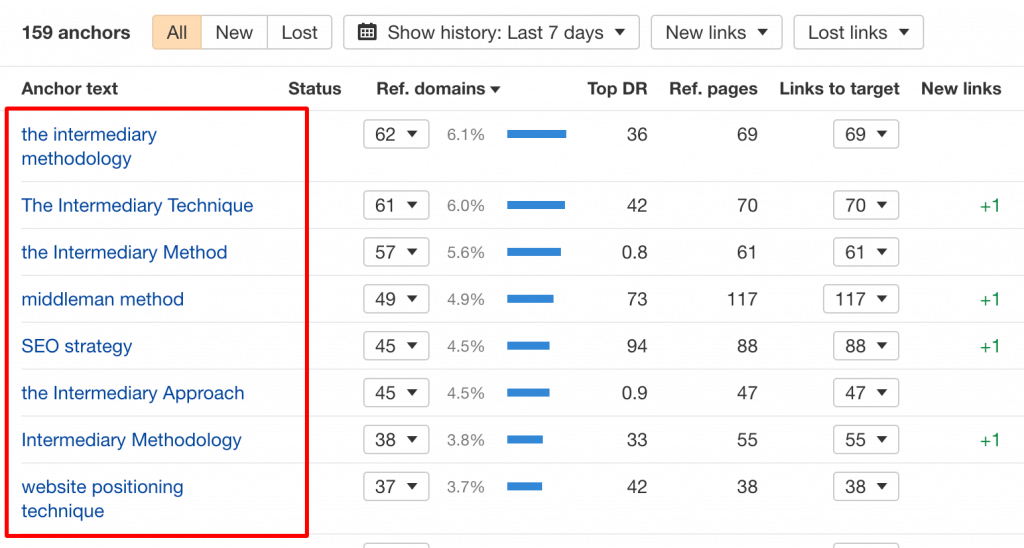 159 anchors All New Lost Show history: Last 7 days New links Lost links
Anchor text Status Ref. domains Top DR Ref. pages Links to target New links
the intermediary
methodology 62 6.1% 36 69 69
The Intermediary Technique 61 6.0% 42 70 70 +1
the Intermediary Method 57 5.6% 0.8 61 61
middleman method 49 4.9% 73 117 117 +1
SEO strategy 45 4.5% 94 88 88 +1
the Intermediary Approach 45 4.5% 0.9 47 47
Intermediary Methodology 38 3.8% 33 55 55 +1
website positioning
technique 37 3.7% 42 38 38